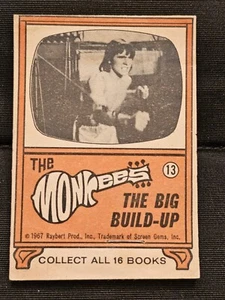 THE
MONKEES
13
THE BIG
BUILD-UP
©1967 Raybert Prod., Inc., Trademark of Screen Gems, Inc.
COLLECT ALL 16 BOOKS